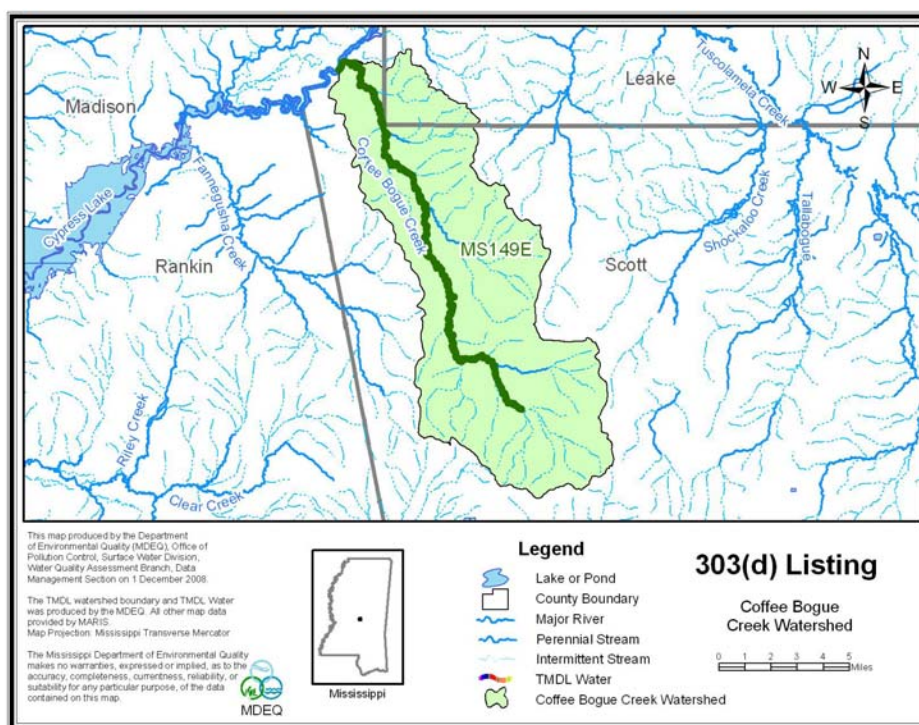 Madison
Leake
Tuscolameta Creek
N
W E
S
Cypress Lake
Fannegusha Creek
Coffee Bogue Creek
MS149E
Shockaloo Creek
Tallabogue
Rankin
Scott
Riley Creek
Clear Creek
This map produced by the Department
of Environmental Quality (MDEQ), Office of
Pollution Control, Surface Water Division,
Water Quality Assessment Branch, Data
Management Section on 1 December 2008.
The TMDL watershed boundary and TMDL Water
was produced by the MDEQ. All other map data
provided by MARIS.
Map Projection: Mississippi Transverse Mercator
The Mississippi Department of Environmental Quality
makes no warranties, expressed or implied, as to the
accuracy, completeness, currentness, reliability, or
suitability for any particular purpose, of the data
contained on this map.
MDEQ
Mississippi
Legend
Lake or Pond
County Boundary
Major River
Perennial Stream
Intermittent Stream
TMDL Water
Coffee Bogue Creek Watershed
303(d) Listing
Coffee Bogue
Creek Watershed
0 1 2 3 4 5
Miles